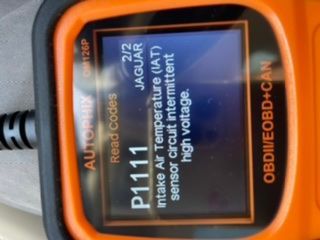 AUTOPHIX OM126P
Read Codes
P1111 2/2
JAGUAR
Intake Air Temperature (IAT)
sensor circuit intermittent
high voltage.
OBDII/EOBD+CAN